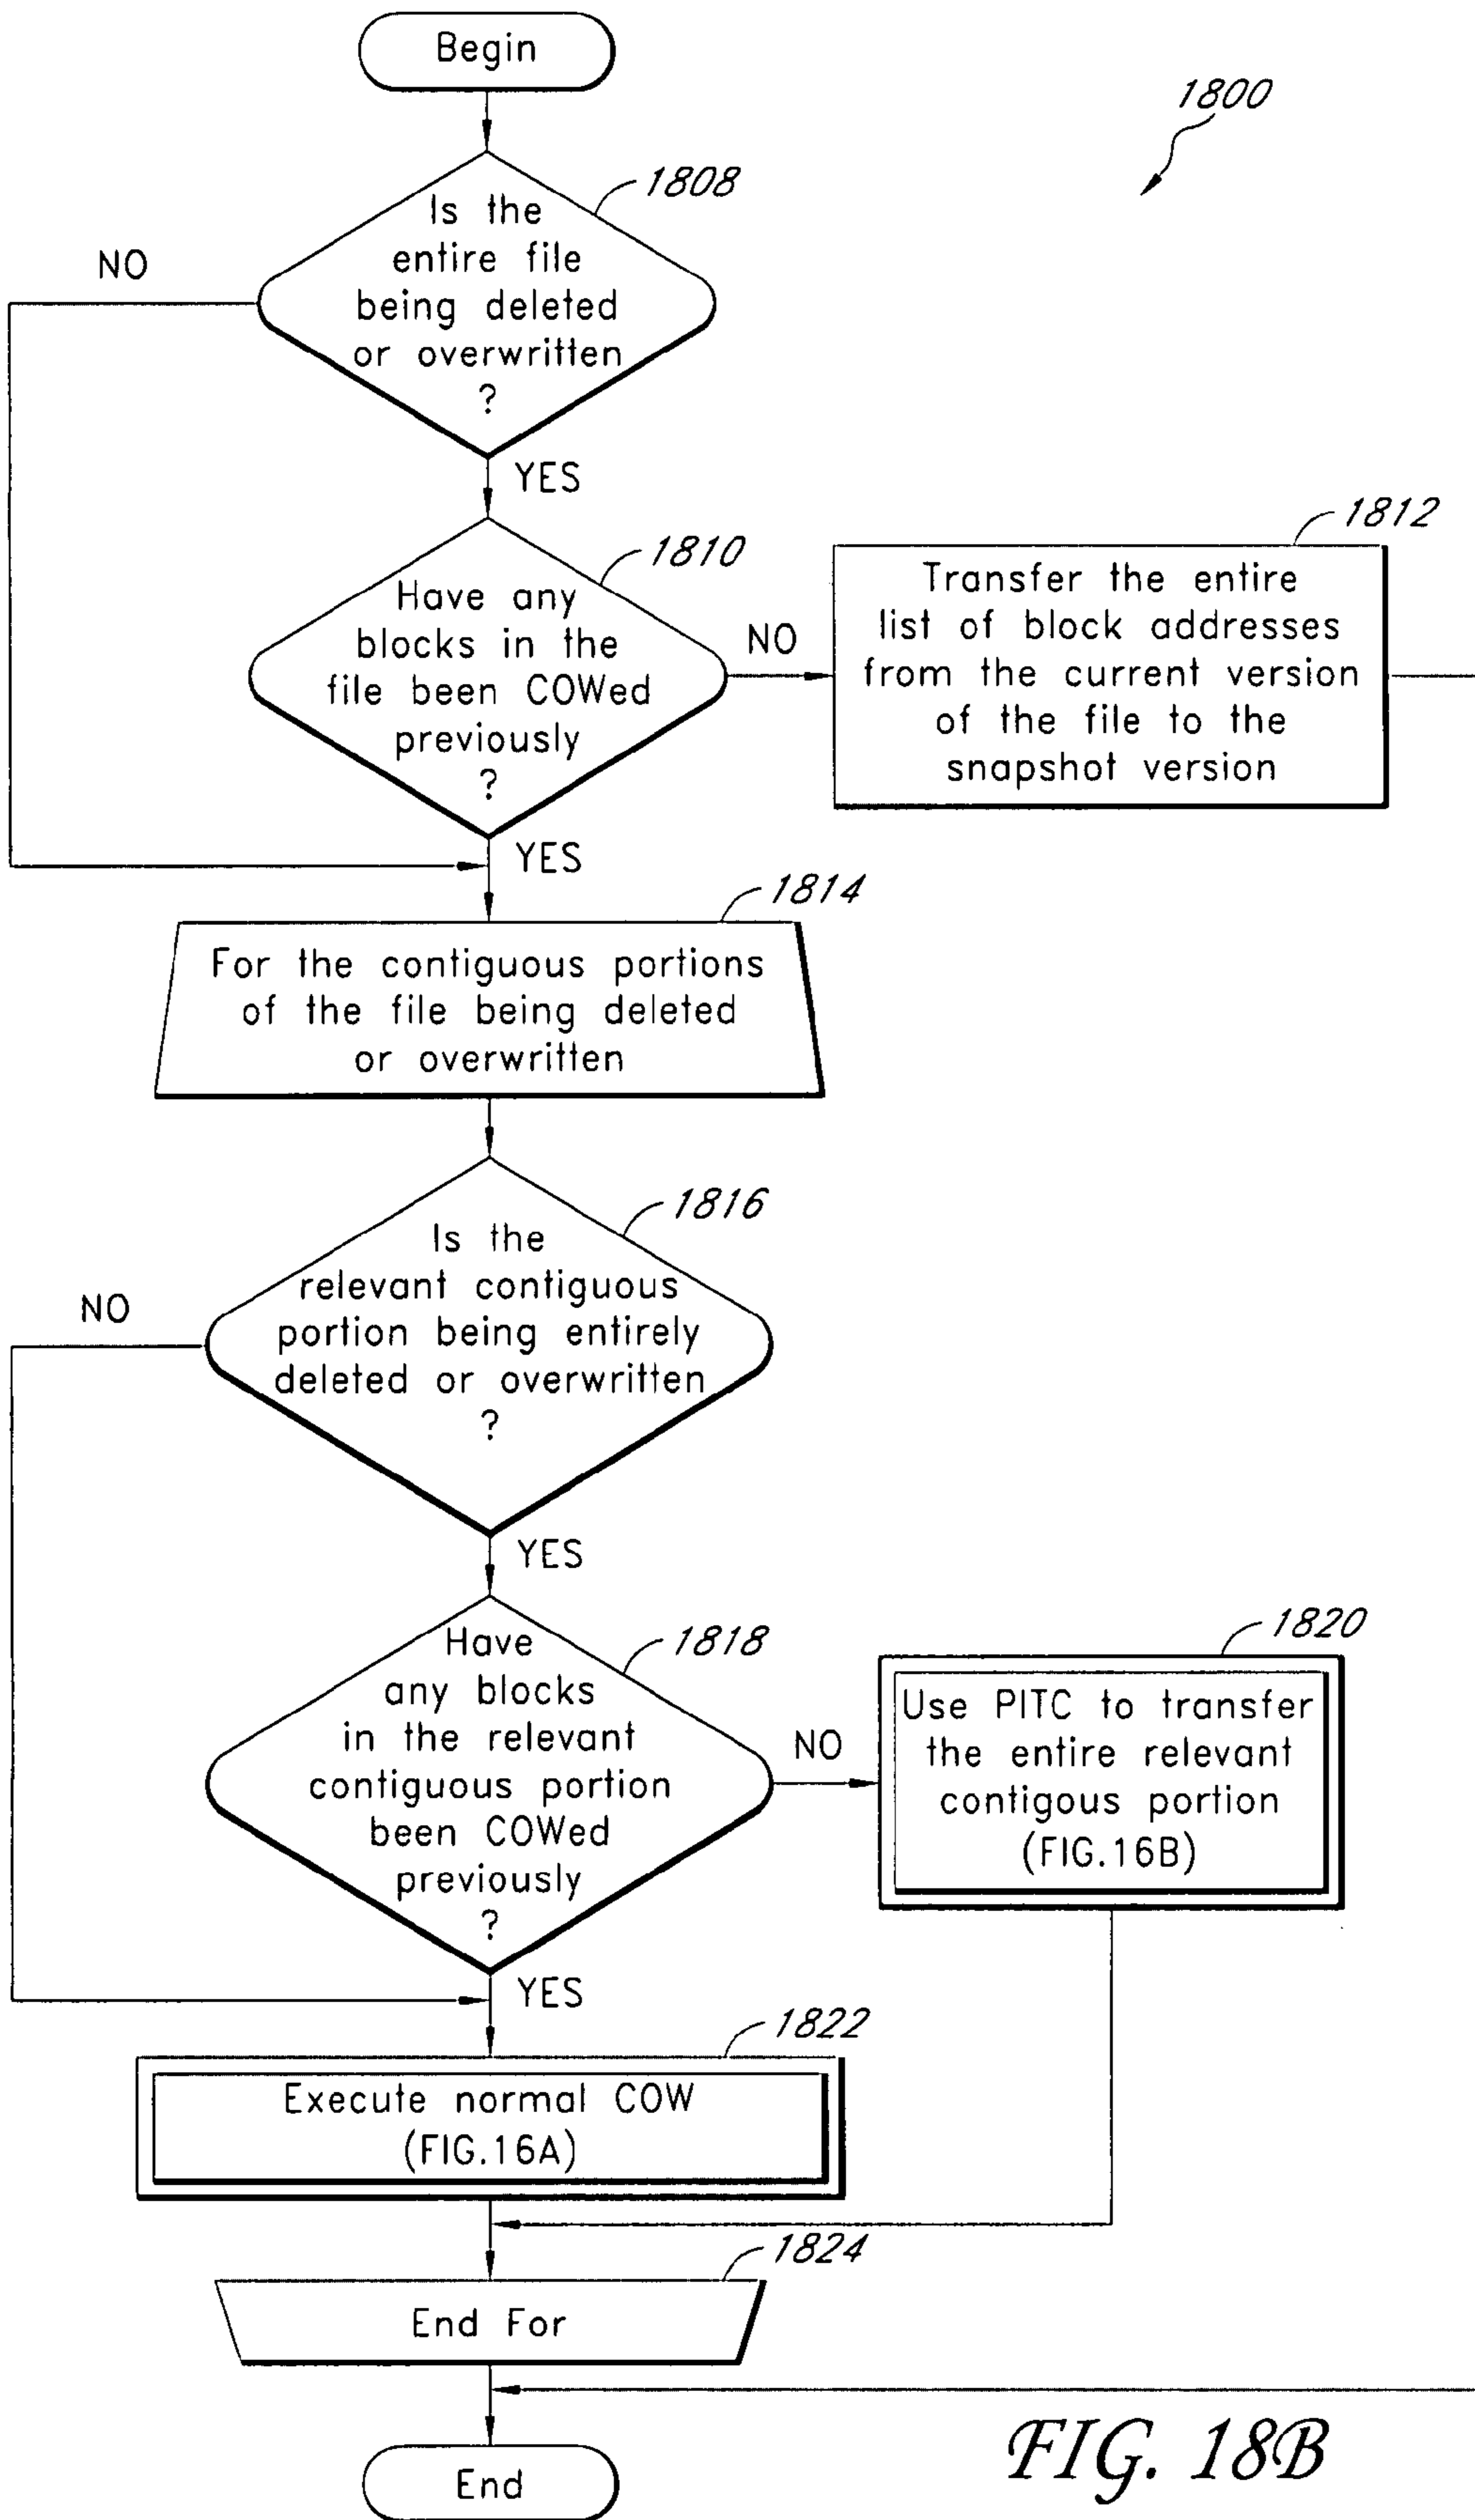 Begin
1800
1808
Is the
entire file
being deleted
or overwritten
?
NO
YES
1810
Have any
blocks in the
file been COWed
previously
?
NO
1812
Transfer the entire
list of block addresses
from the current version
of the file to the
snapshot version
YES
1814
For the contiguous portions
of the file being deleted
or overwritten
1816
Is the
relevant contiguous
portion being entirely
deleted or overwritten
?
NO
YES
1818
Have
any blocks
in the relevant
contiguous portion
been COWed
previously
?
NO
1820
Use PITC to transfer
the entire relevant
contigous portion
(FIG.16B)
YES
1822
Execute normal COW
(FIG.16A)
1824
End For
End
FIG. 18B